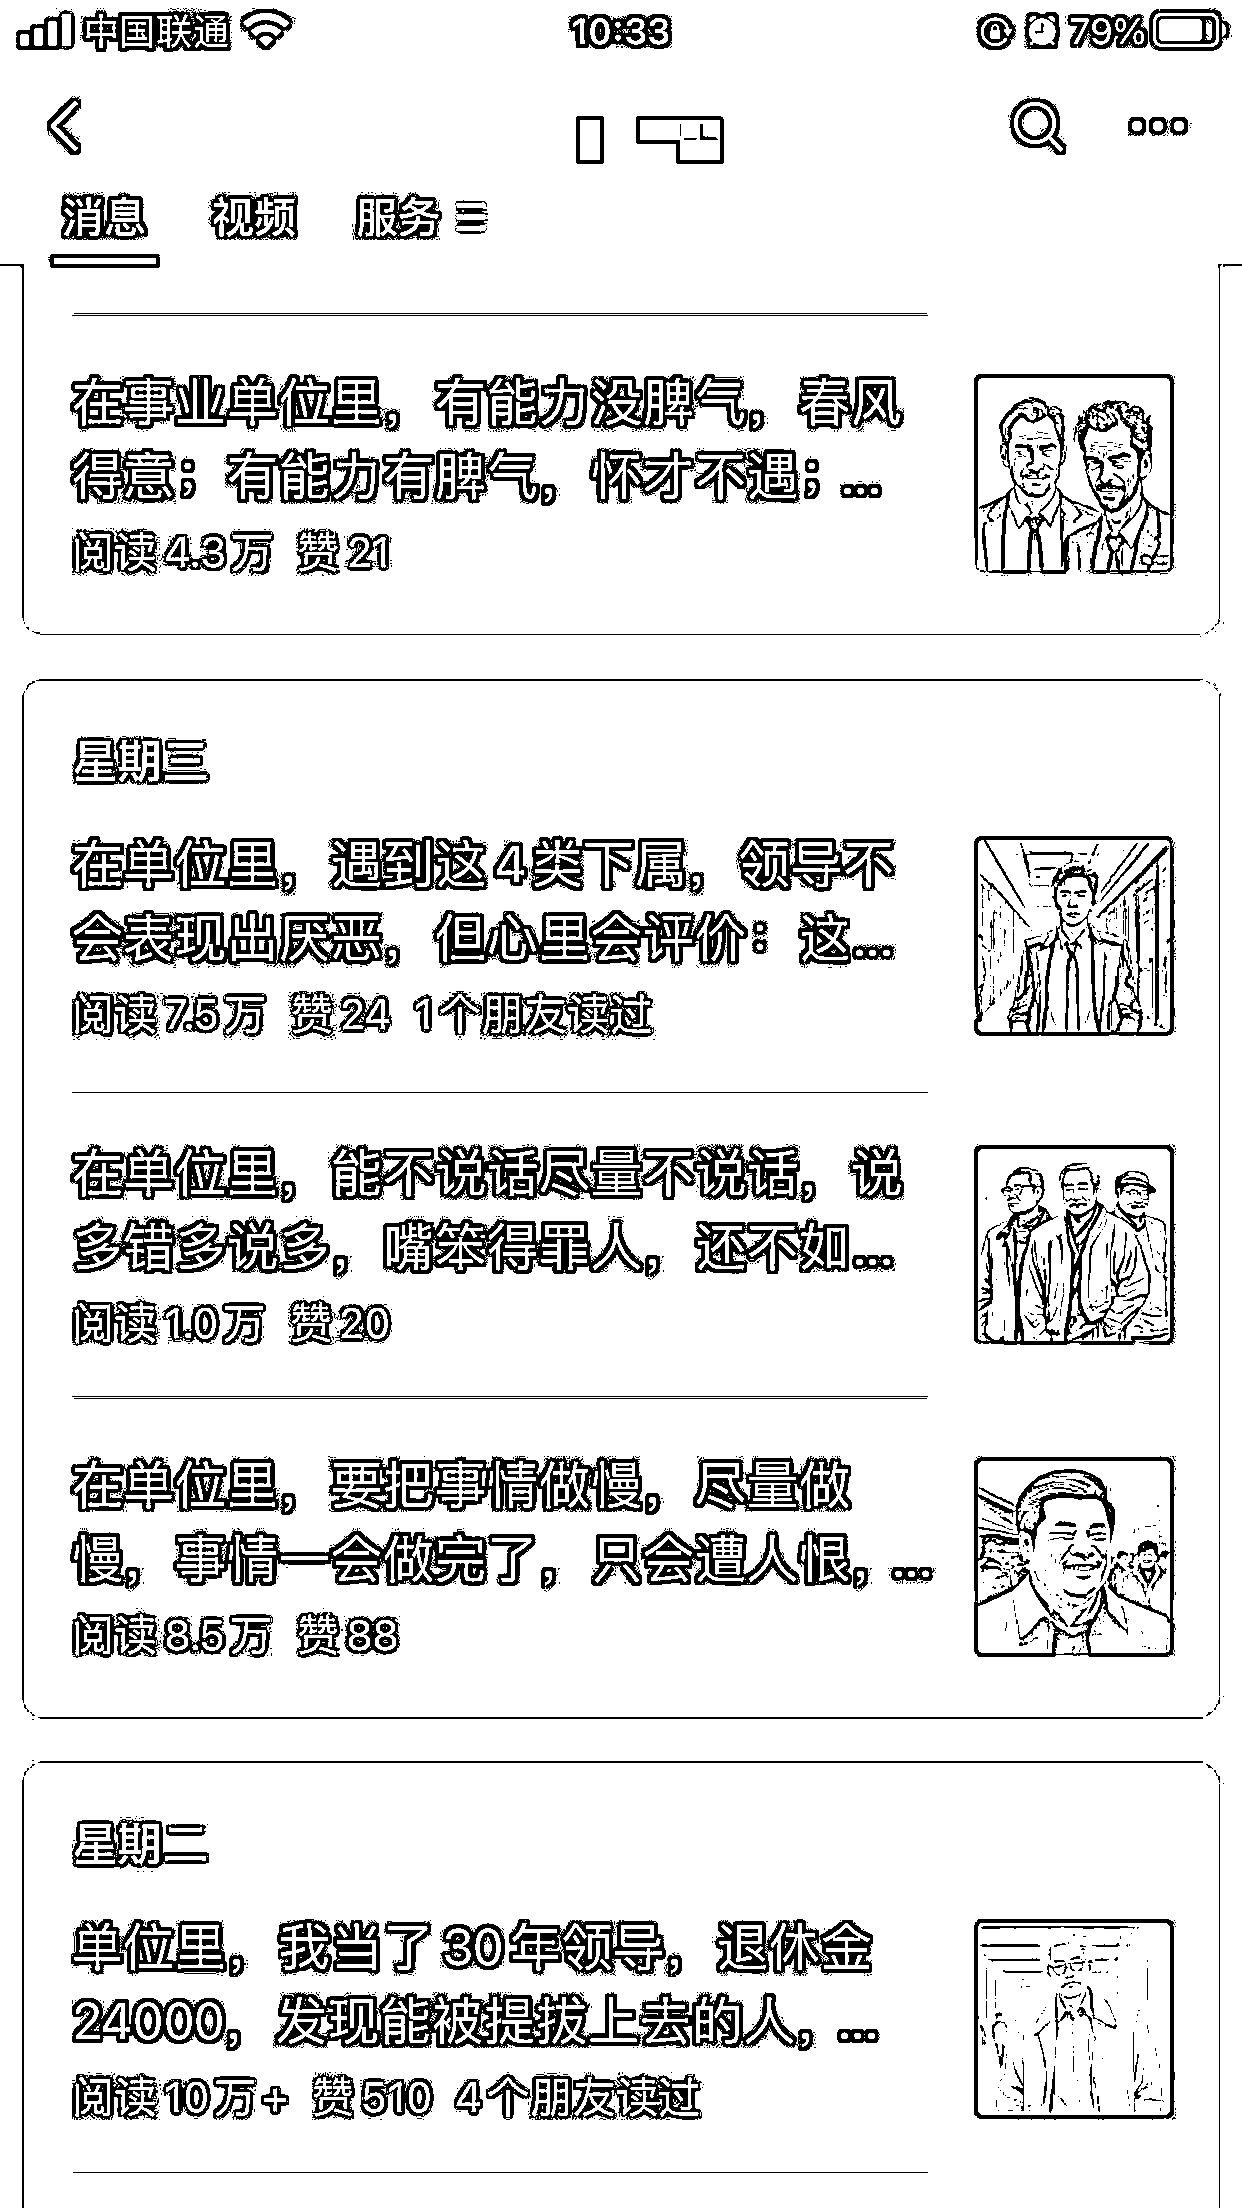 中国联通 10:33 79%
消息 视频 服务
在事业单位里，有能力没脾气，春风
得意；有能力有脾气，怀才不遇；...
阅读4.3万 赞21
星期三
在单位里，遇到这4类下属，领导不
会表现出厌恶，但心里会评价：这...
阅读7.5万 赞24 1个朋友读过
在单位里，能不说话尽量不说话，说
多错多说多，嘴笨得罪人，还不如...
阅读1.0万 赞20
在单位里，要把事情做慢，尽量做
慢，事情一会做完了，只会遭人恨，...
阅读8.5万 赞88
星期二
单位里，我当了30年领导，退休金
24000，发现能被提拔上去的人，...
阅读10万+ 赞510 4个朋友读过